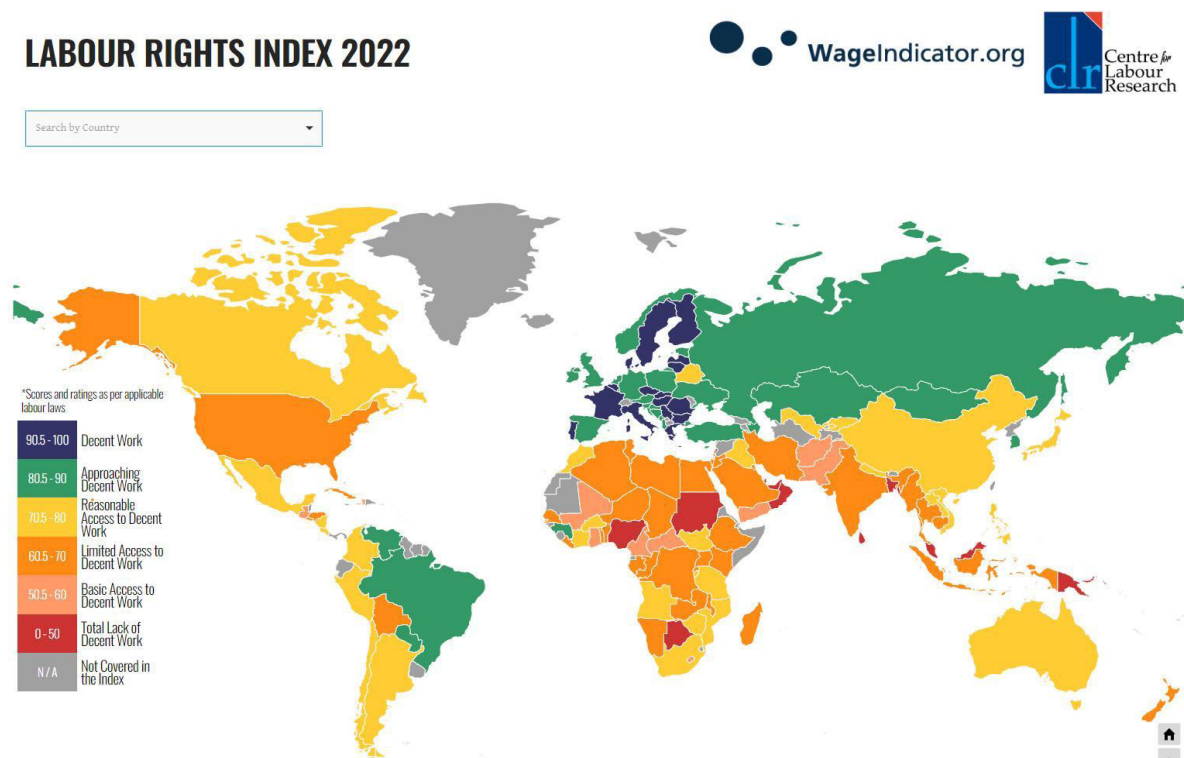 LABOUR RIGHTS INDEX 2022
WageIndicator.org
clr
Centre for
Labour
Research
Search by Country
*Scores and ratings as per applicable
labour laws
90.5 - 100
Decent Work
80.5 - 90
Approaching
Decent Work
70.5 - 80
Reasonable
Access to Decent
Work
60.5 - 70
Limited Access to
Decent Work
50.5 - 60
Basic Access to
Decent Work
0 - 50
Total Lack of
Decent Work
N / A
Not Covered in
the Index